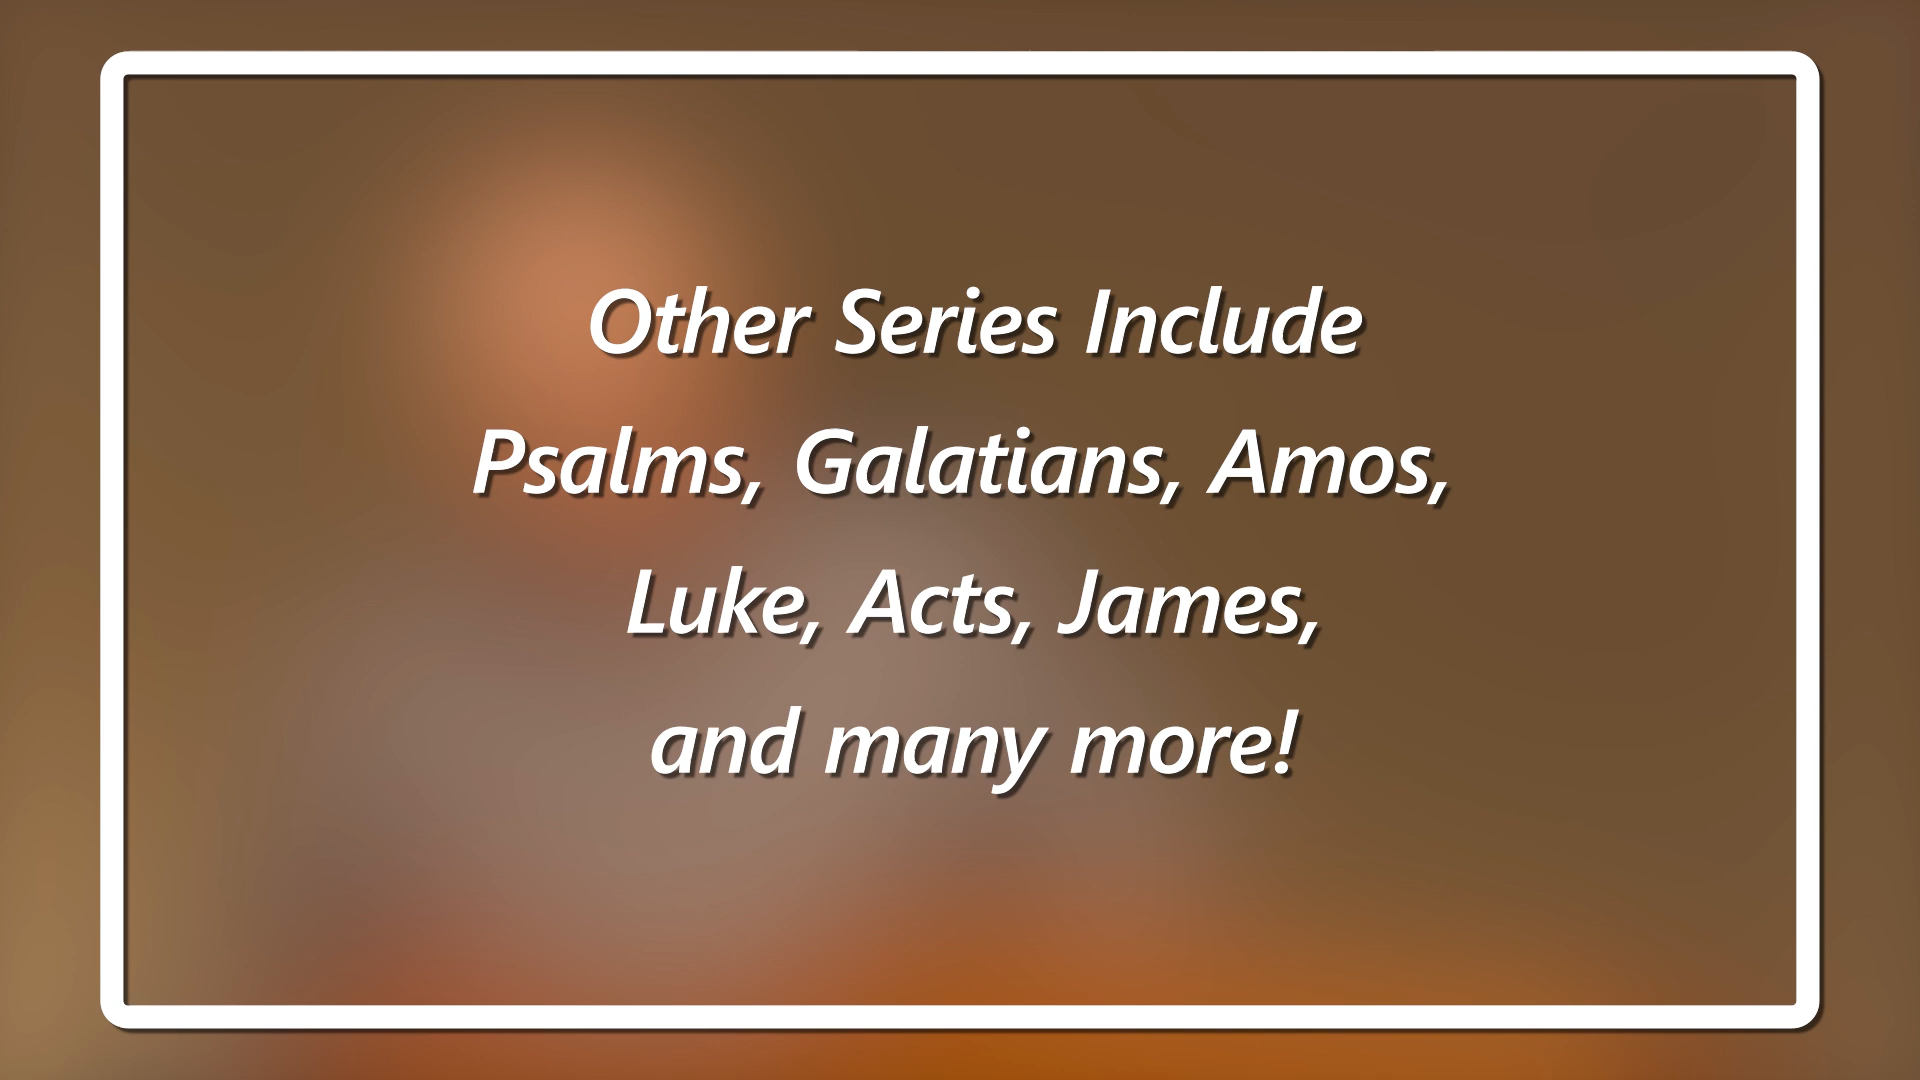 Other Series Include
Psalms, Galatians, Amos,
Luke, Acts, James,
and many more!